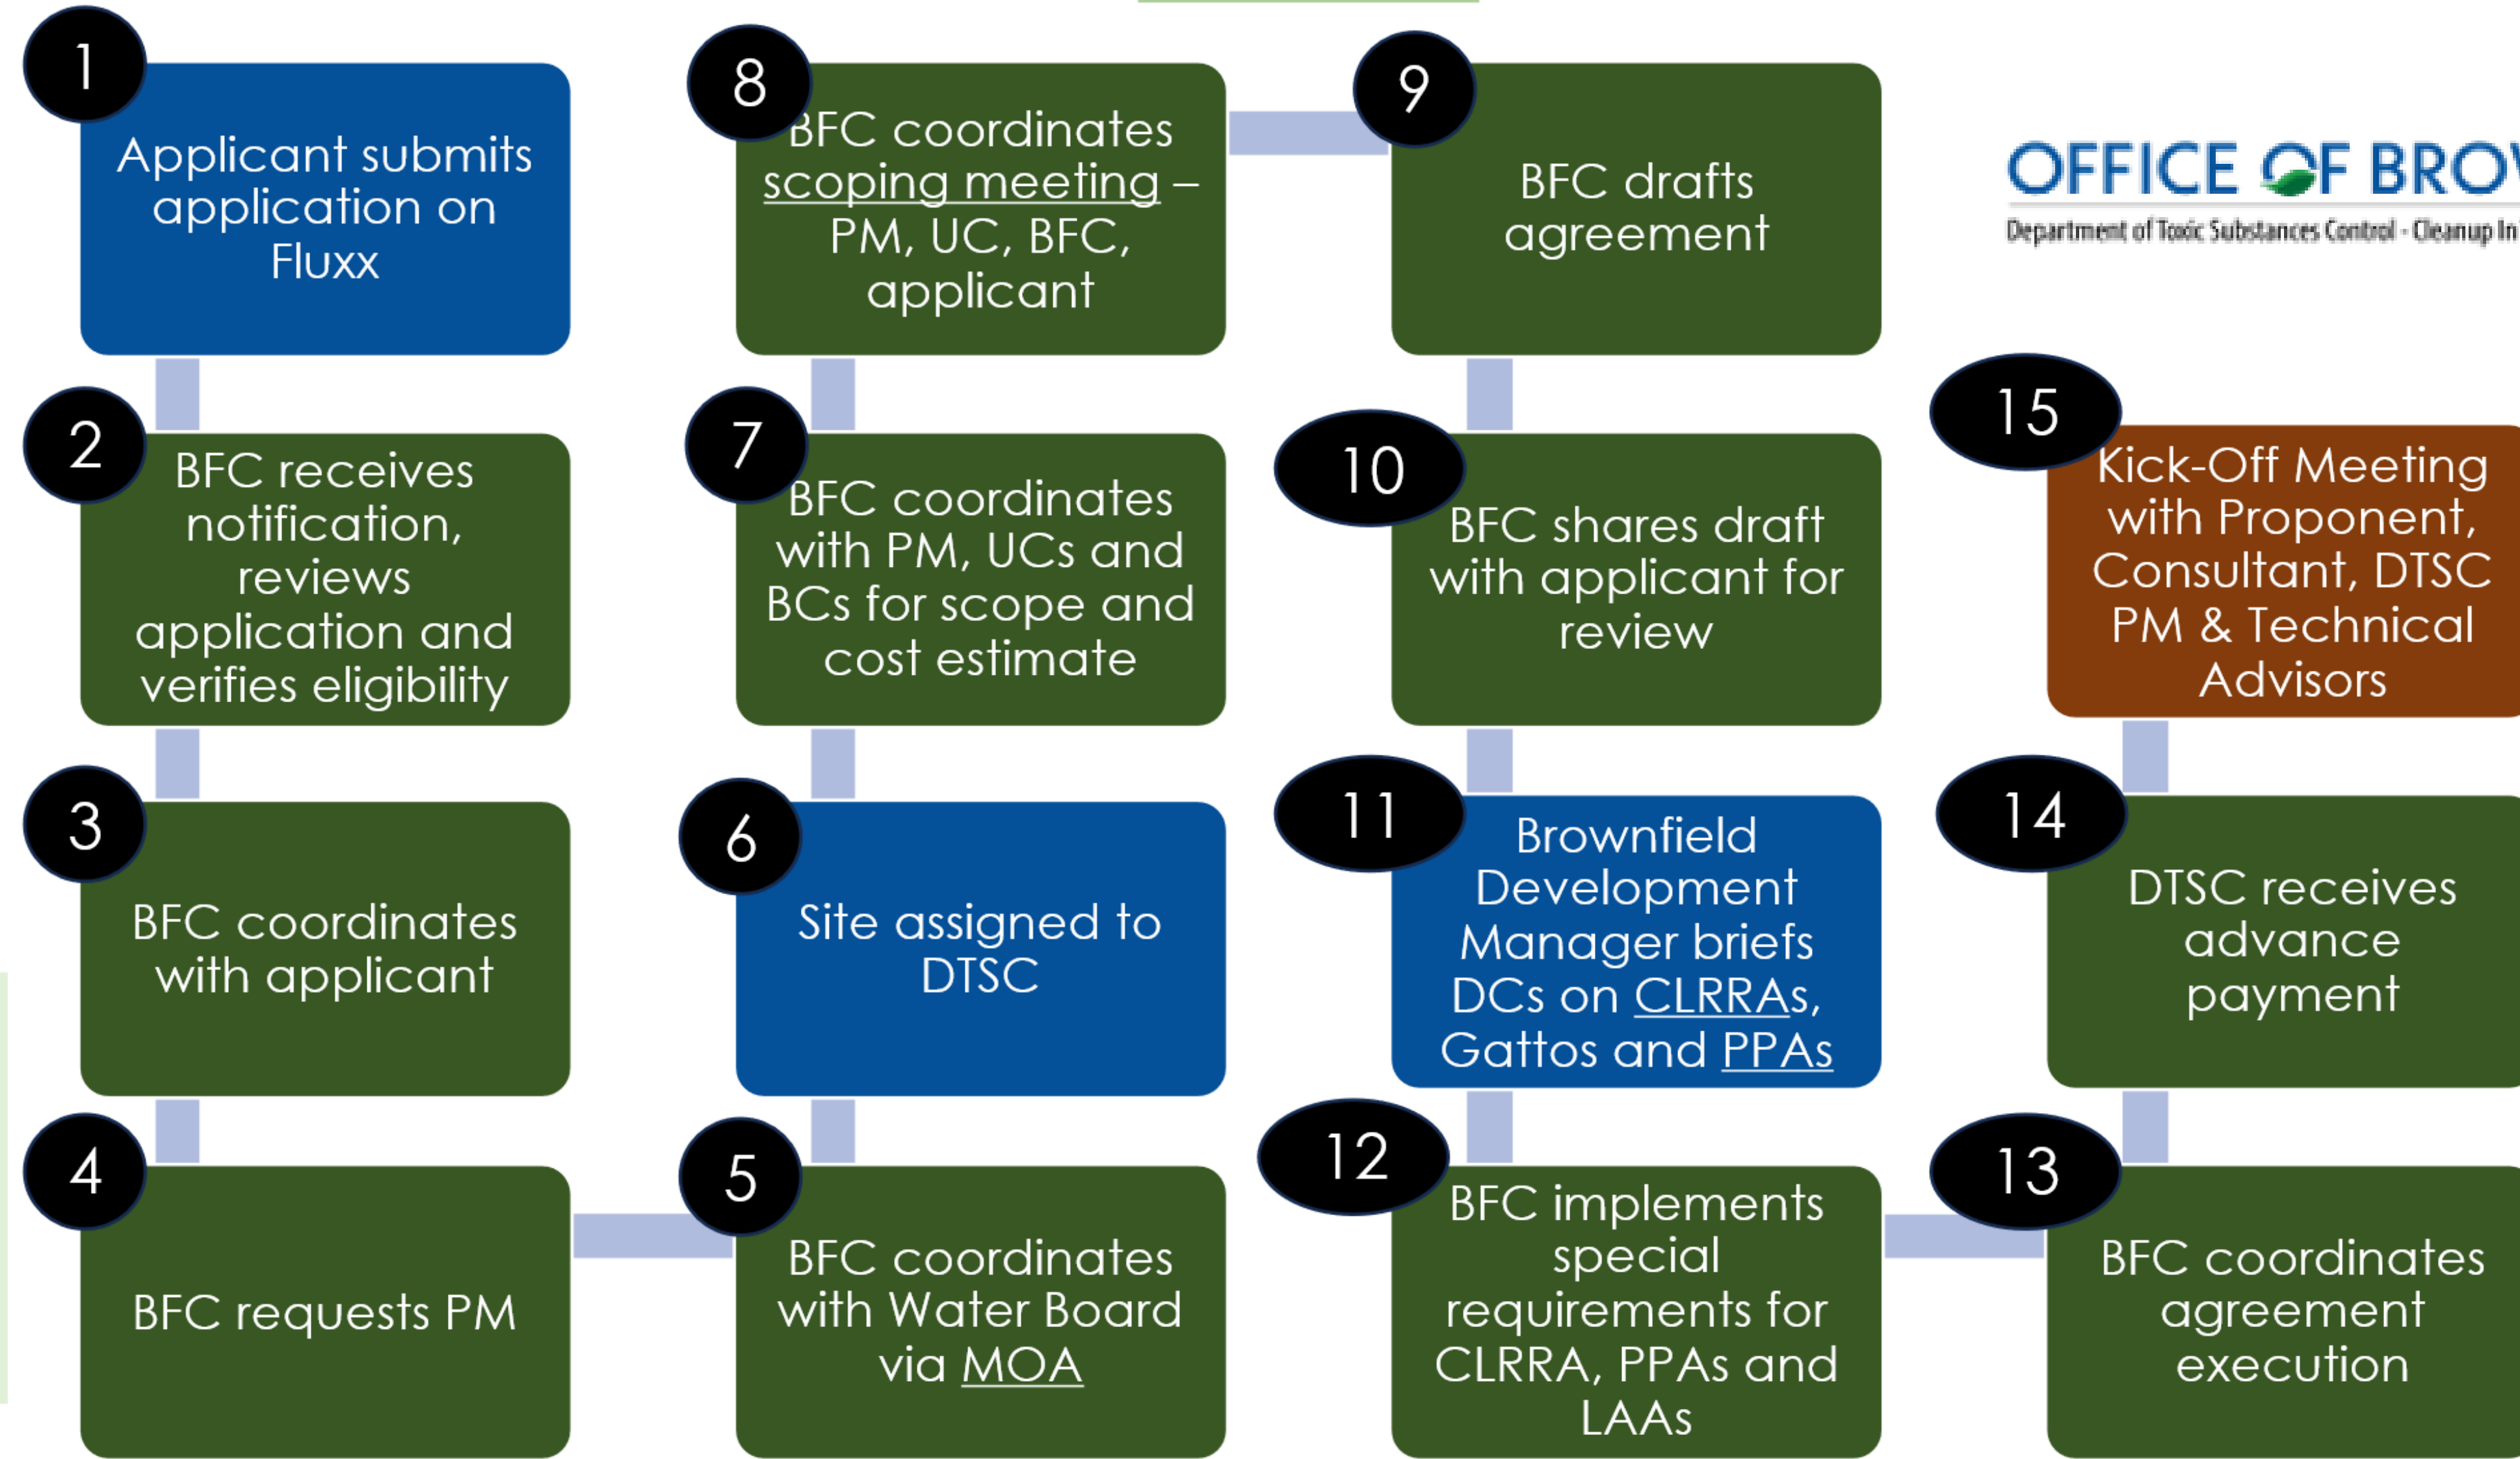 1
Applicant submits
application on
Fluxx
2
BFC receives
notification,
reviews
application and
verifies eligibility
3
BFC coordinates
with applicant
4
BFC requests PM
5
BFC coordinates
with Water Board
via MOA
6
Site assigned to
DTSC
7
BFC coordinates
with PM, UCs and
BCs for scope and
cost estimate
8
BFC coordinates
scoping meeting –
PM, UC, BFC,
applicant
9
BFC drafts
agreement
10
BFC shares draft
with applicant for
review
11
Brownfield
Development
Manager briefs
DCs on CLRRAs,
Gattos and PPAs
12
BFC implements
special
requirements for
CLRRA, PPAs and
LAAs
13
BFC coordinates
agreement
execution
14
DTSC receives
advance
payment
15
Kick-Off Meeting
with Proponent,
Consultant, DTSC
PM & Technical
Advisors
OFFICE OF
Department of Toxic Substances Control - Cleanup In